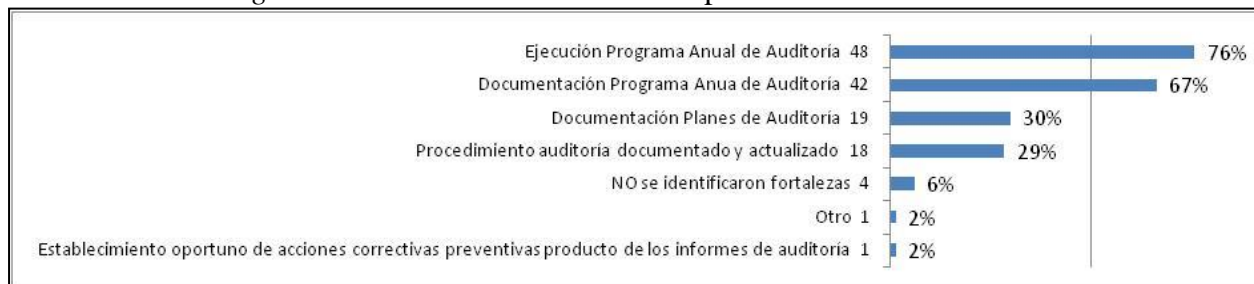 Ejecución Programa Anual de Auditoría 48 76%
Documentación Programa Anua de Auditoría 42 67%
Documentación Planes de Auditoría 19 30%
Procedimiento auditoría documentado y actualizado 18 29%
NO se identificaron fortalezas 4 6%
Otro 1 2%
Establecimiento oportuno de acciones correctivas preventivas producto de los informes de auditoría 1 2%